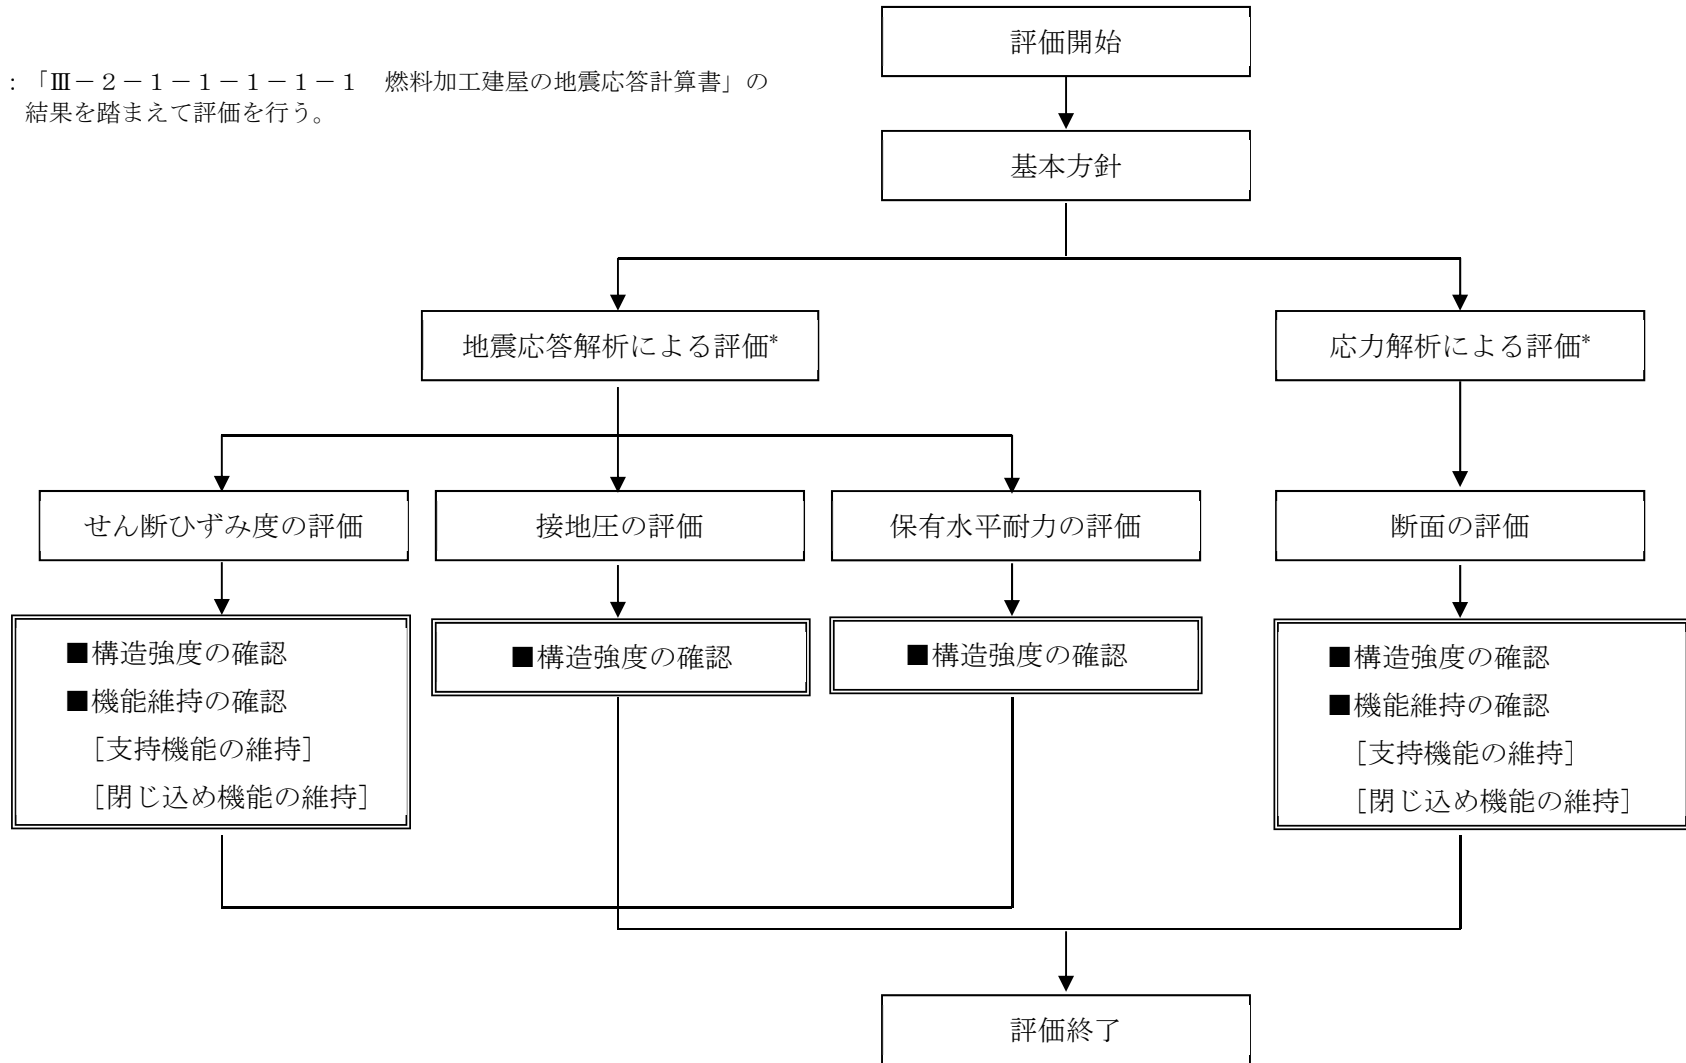 評価開始
：「Ⅲ－２－１－１－１－１－１　燃料加工建屋の地震応答計算書」の
結果を踏まえて評価を行う。
基本方針
地震応答解析による評価*
応力解析による評価*
せん断ひずみ度の評価
接地圧の評価
保有水平耐力の評価
断面の評価
■構造強度の確認
■機能維持の確認
［支持機能の維持］
［閉じ込め機能の維持］
■構造強度の確認
■構造強度の確認
■構造強度の確認
■機能維持の確認
［支持機能の維持］
［閉じ込め機能の維持］
評価終了